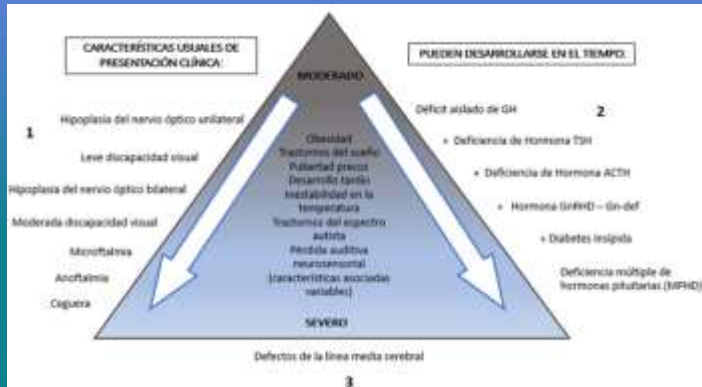 CARACTERÍSTICAS USUALES DE
PRESENTACIÓN CLÍNICA:
1
Hipoplasia del nervio óptico unilateral
Leve discapacidad visual
Hipoplasia del nervio óptico bilateral
Moderada discapacidad visual
Microftalmia
Anoftalmia
Ceguera
MODERADO
Obesidad
Trastornos del sueño
Pubertad precoz
Desarrollo tardío
Inestabilidad en la
temperatura
Trastornos del espectro
autista
Pérdida auditiva
neurosensorial
(características asociadas
variables)
SEVERO
PUEDEN DESARROLLARSE EN EL TIEMPO:
2
Déficit aislado de GH
+ Deficiencia de Hormona TSH
+ Deficiencia de Hormona ACTH
+ Hormona GnRHD – Gn-def
+ Diabetes Insipida
Deficiencia múltiple de
hormonas pituitarias (MPHD)
Defectos de la línea media cerebral
3